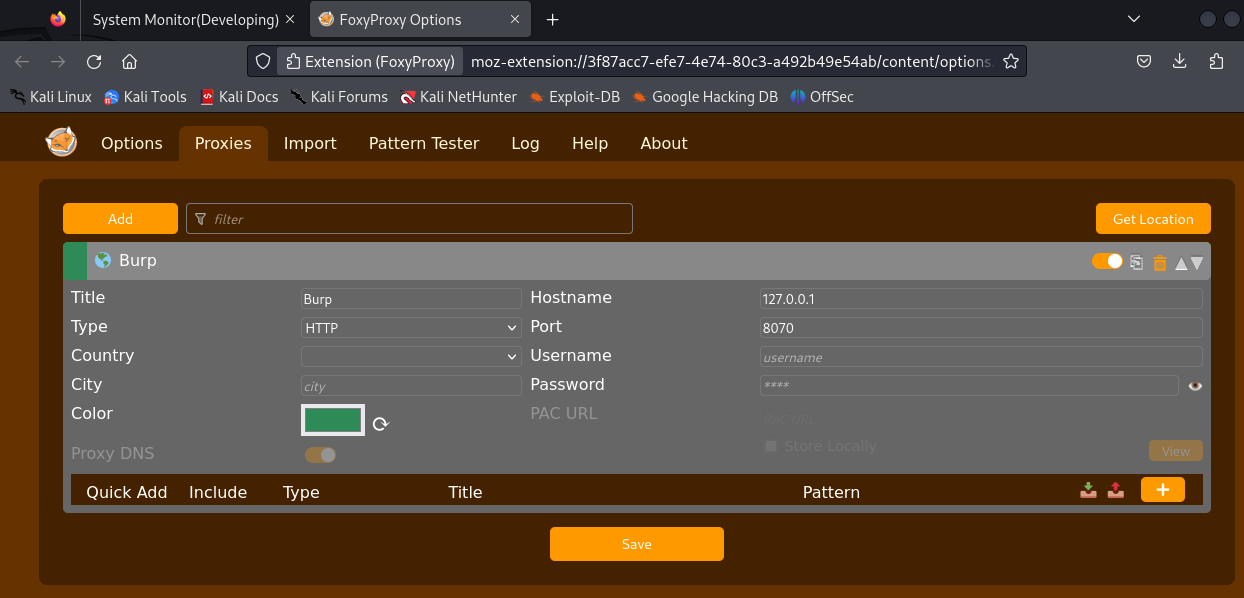 System Monitor(Developing)
FoxyProxy Options
Extension (FoxyProxy) moz-extension://3f87acc7-efe7-4e74-80c3-a492b49e54ab/content/options.
Kali Linux Kali Tools Kali Docs Kali Forums Kali NetHunter Exploit-DB Google Hacking DB OffSec
Options Proxies Import Pattern Tester Log Help About
Add filter Get Location
Burp
Title Burp Hostname 127.0.0.1
Type HTTP Port 8070
Country Username username
City city Password ****
Color PAC URL PAC URL
Store Locally View
Proxy DNS
Quick Add Include Type Title Pattern
Save